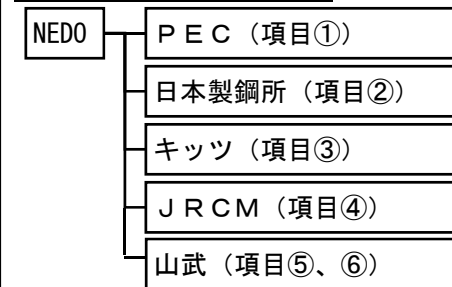 NEDO
ＰＥＣ（項目①）
日本製鋼所（項目②）
キッツ（項目③）
ＪＲＣＭ（項目④）
山武（項目⑤、⑥）